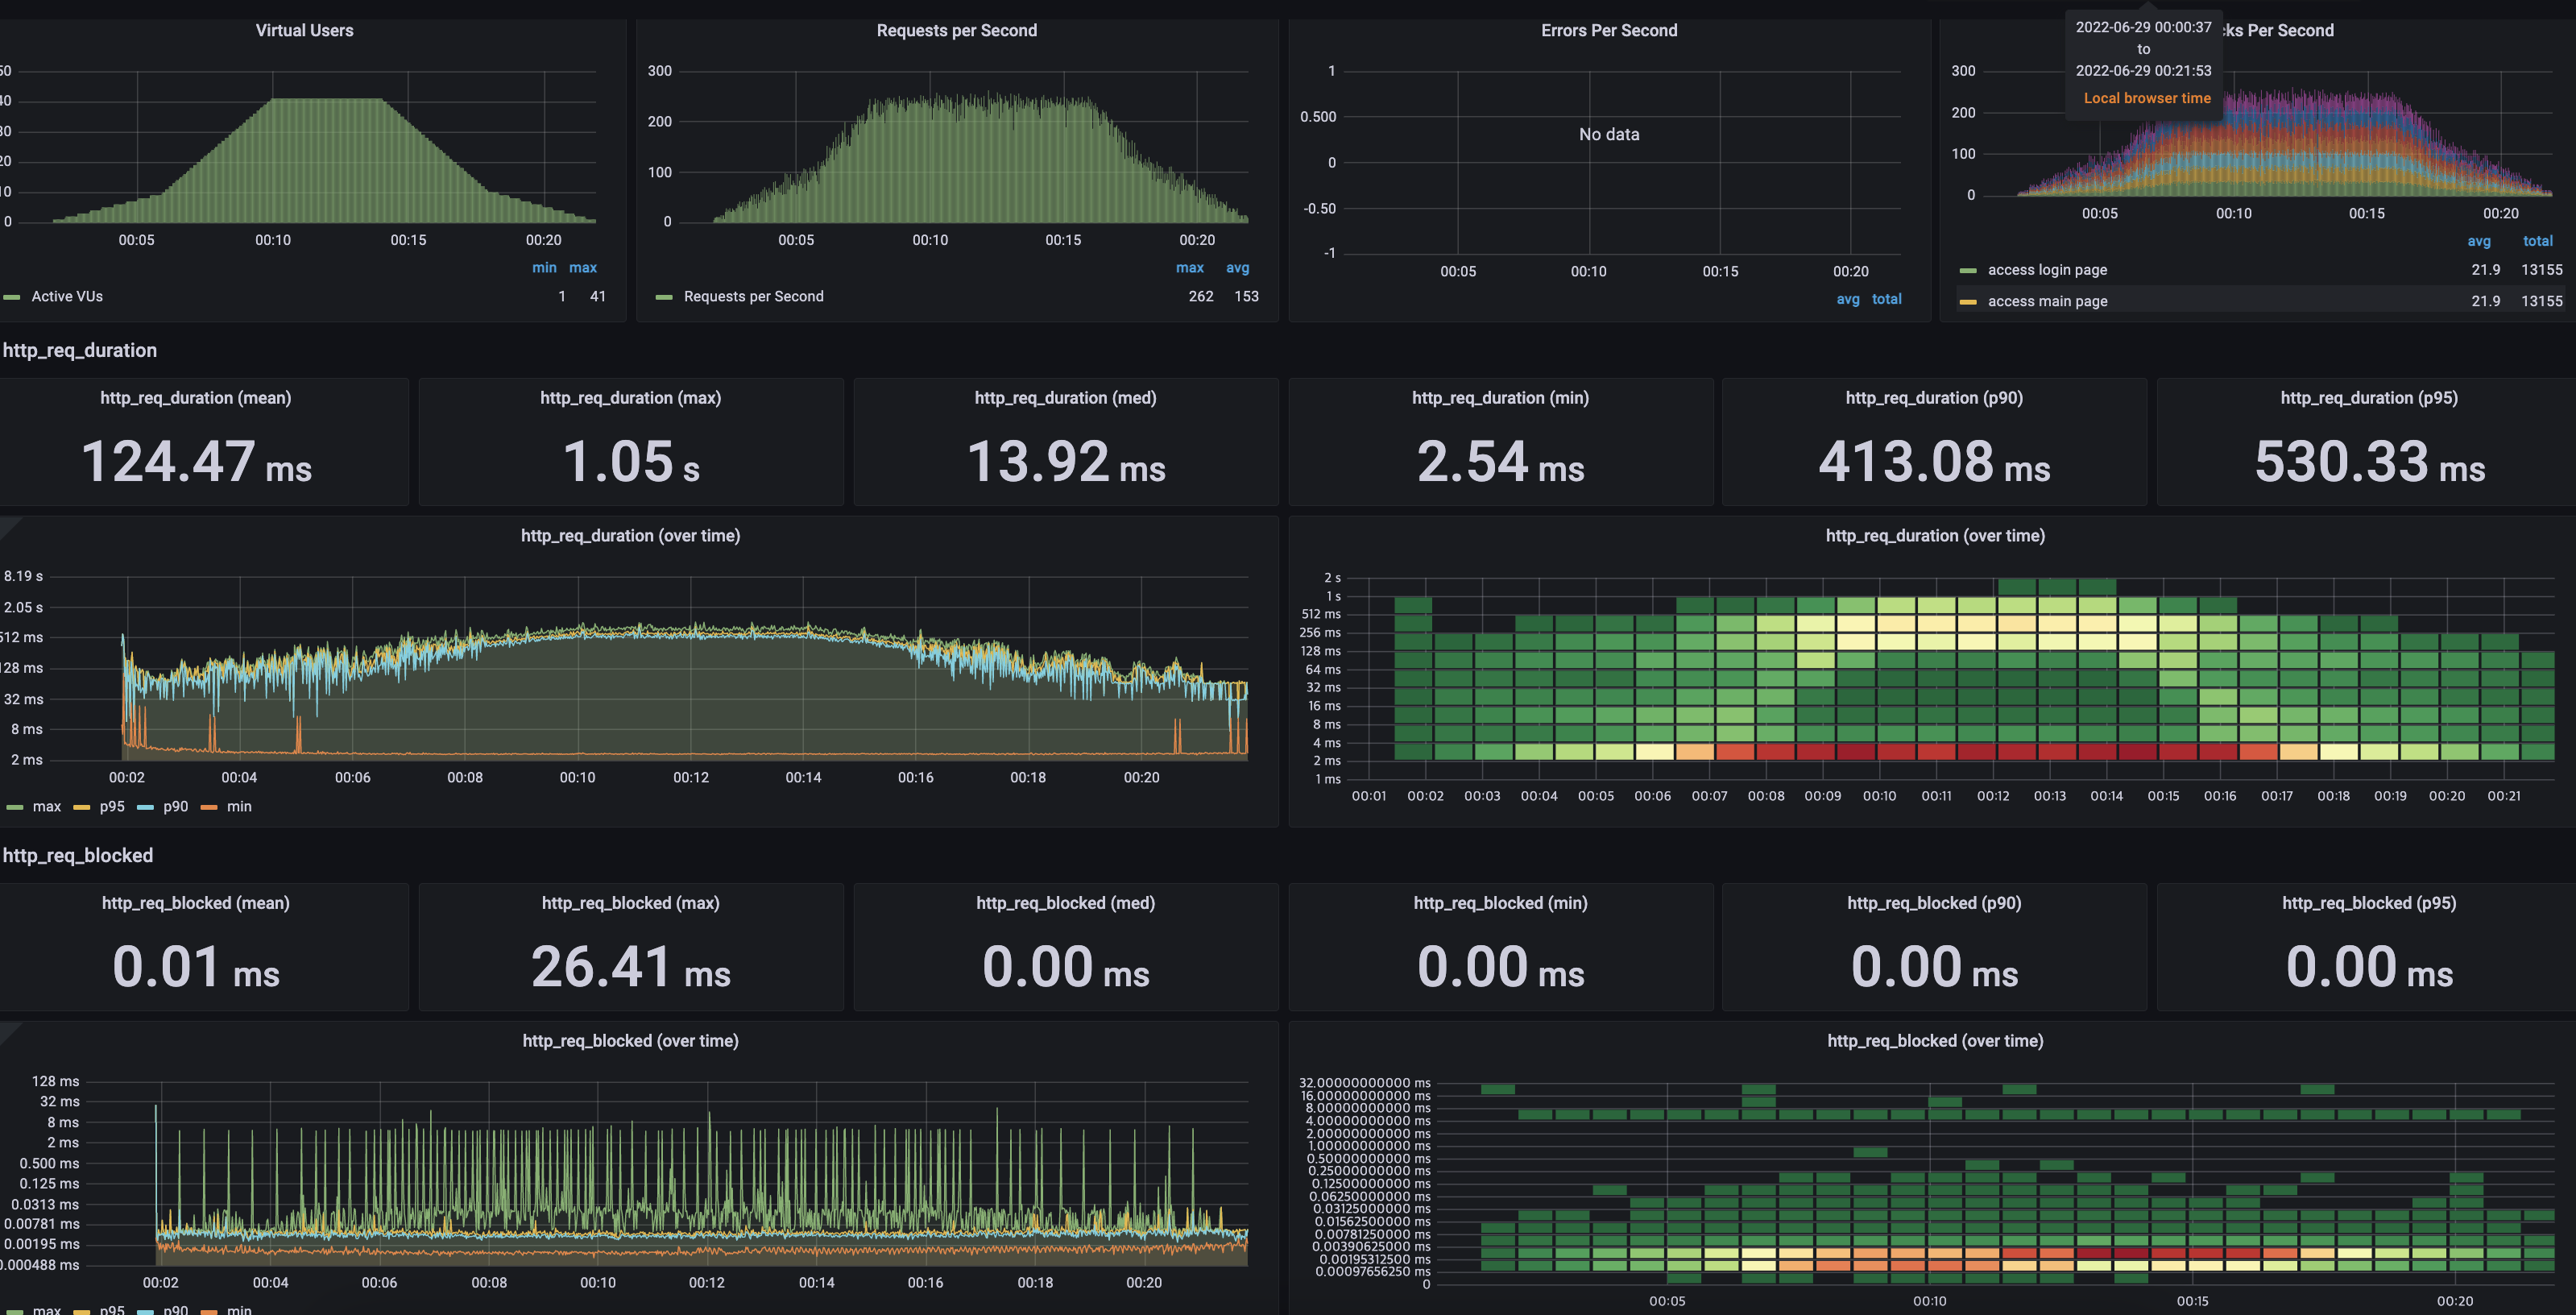 Virtual Users
50
40
30
20
10
0
00:05 00:10 00:15 00:20
min max
Active VUs 1 41
Requests per Second
300
200
100
0
00:05 00:10 00:15 00:20
max avg
Requests per Second 262 153
Errors Per Second
1
0.500
0
-0.50
-1
No data
00:05 00:10 00:15 00:20
avg total
2022-06-29 00:00:37
to
2022-06-29 00:21:53
Local browser time
cks Per Second
300
200
100
0
00:05 00:10 00:15 00:20
avg total
access login page 21.9 13155
access main page 21.9 13155
http_req_duration
http_req_duration (mean)
124.47 ms
http_req_duration (max)
1.05 s
http_req_duration (med)
13.92 ms
http_req_duration (min)
2.54 ms
http_req_duration (p90)
413.08 ms
http_req_duration (p95)
530.33 ms
http_req_duration (over time)
8.19 s
2.05 s
512 ms
128 ms
32 ms
8 ms
2 ms
00:02 00:04 00:06 00:08 00:10 00:12 00:14 00:16 00:18 00:20
max p95 p90 min
http_req_duration (over time)
2 s
1 s
512 ms
256 ms
128 ms
64 ms
32 ms
16 ms
8 ms
4 ms
2 ms
1 ms
00:01 00:02 00:03 00:04 00:05 00:06 00:07 00:08 00:09 00:10 00:11 00:12 00:13 00:14 00:15 00:16 00:17 00:18 00:19 00:20 00:21
http_req_blocked
http_req_blocked (mean)
0.01 ms
http_req_blocked (max)
26.41 ms
http_req_blocked (med)
0.00 ms
http_req_blocked (min)
0.00 ms
http_req_blocked (p90)
0.00 ms
http_req_blocked (p95)
0.00 ms
http_req_blocked (over time)
128 ms
32 ms
8 ms
2 ms
0.500 ms
0.125 ms
0.0313 ms
0.00781 ms
0.00195 ms
0.000488 ms
00:02 00:04 00:06 00:08 00:10 00:12 00:14 00:16 00:18 00:20
max p95 p90 min
http_req_blocked (over time)
32.00000000000 ms
16.00000000000 ms
8.00000000000 ms
4.00000000000 ms
2.00000000000 ms
1.00000000000 ms
0.50000000000 ms
0.25000000000 ms
0.12500000000 ms
0.06250000000 ms
0.03125000000 ms
0.01562500000 ms
0.00781250000 ms
0.00390625000 ms
0.00195312500 ms
0.00097656250 ms
0
00:05 00:10 00:15 00:20